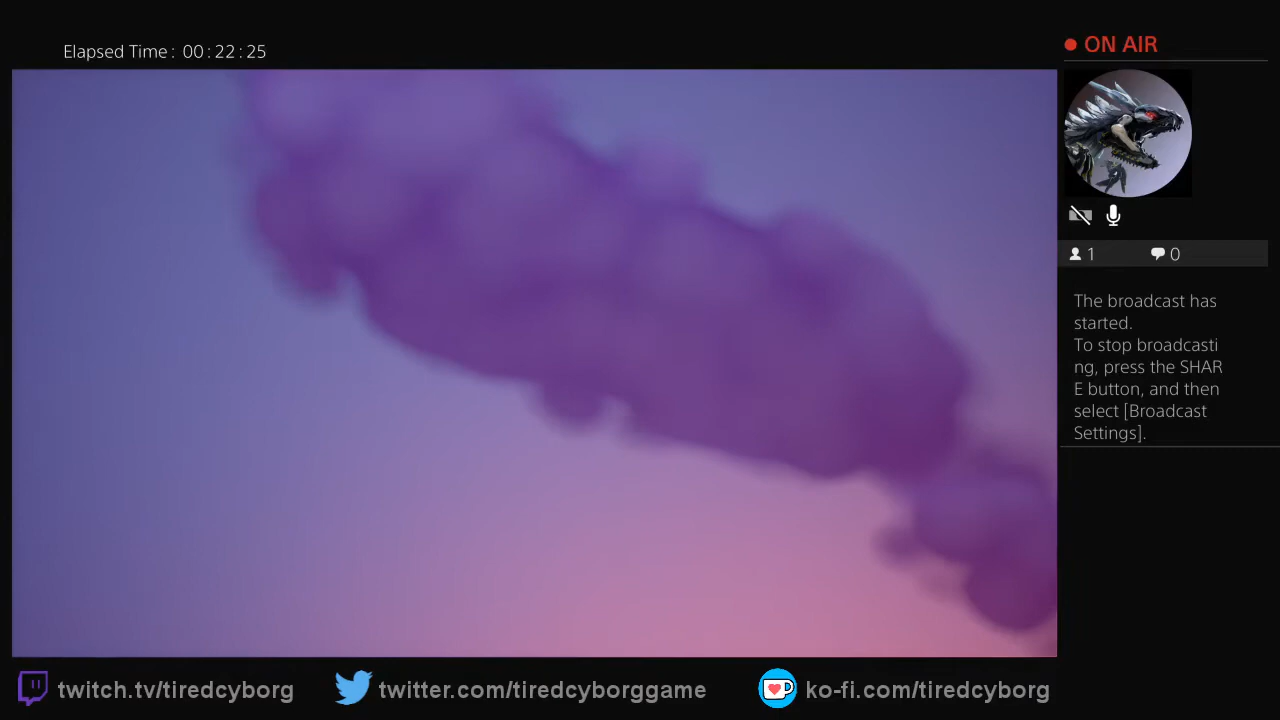 Elapsed Time: 00:22:25
ON AIR
1 0
The broadcast has
started.
To stop broadcasti
ng, press the SHAR
E button, and then
select [Broadcast
Settings].
twitch.tv/tiredcyborg twitter.com/tiredcyborggame ko-fi.com/tiredcyborg